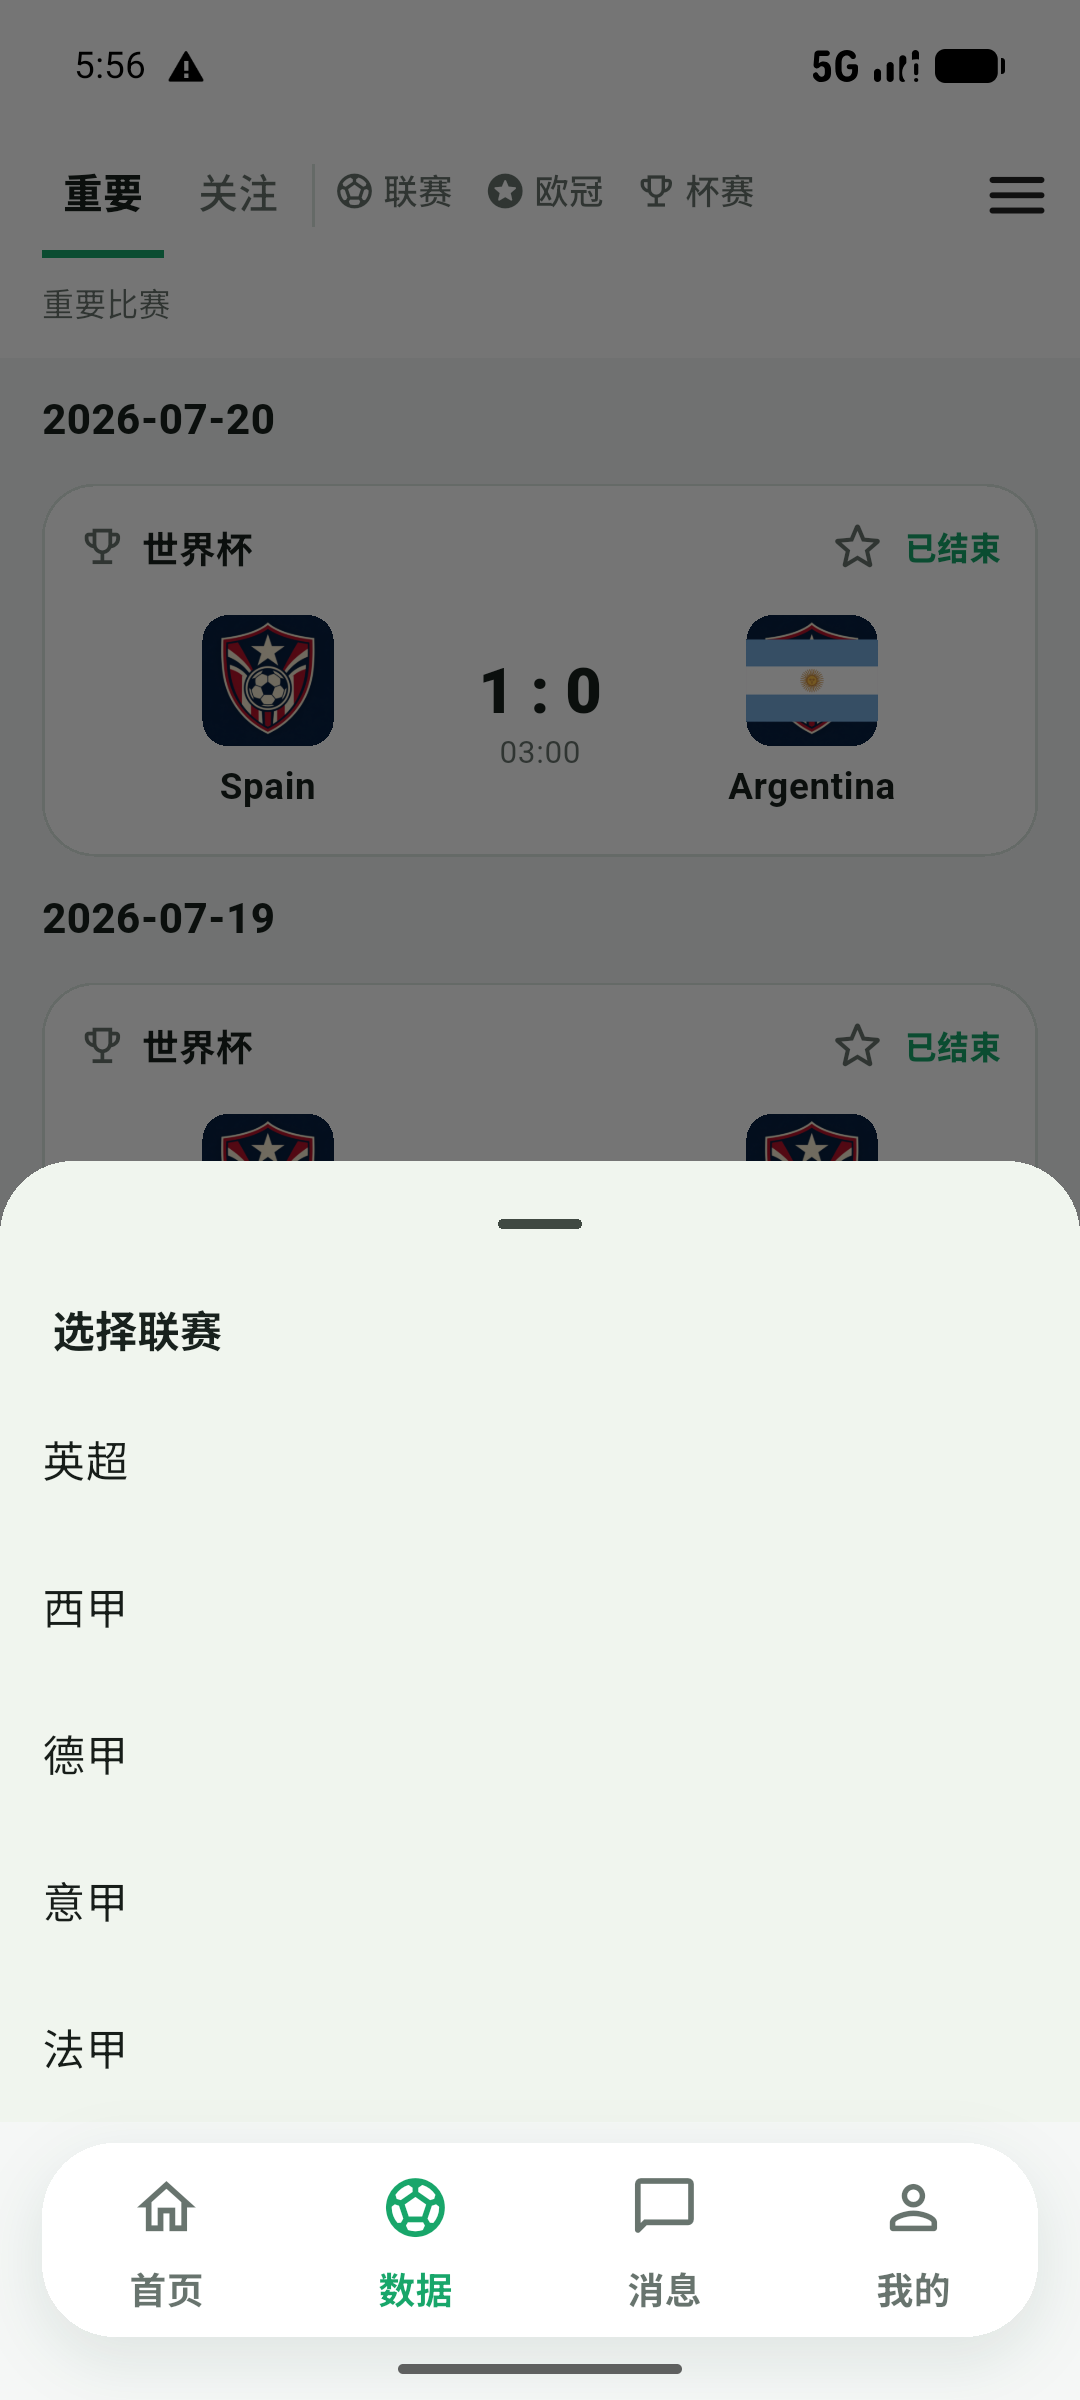 5:56 5G
重要 关注 联赛 欧冠 杯赛
重要比赛
2026-07-20
世界杯 已结束
1 : 0
03:00
Spain Argentina
2026-07-19
世界杯 已结束
选择联赛
英超
西甲
德甲
意甲
法甲
首页 数据 消息 我的